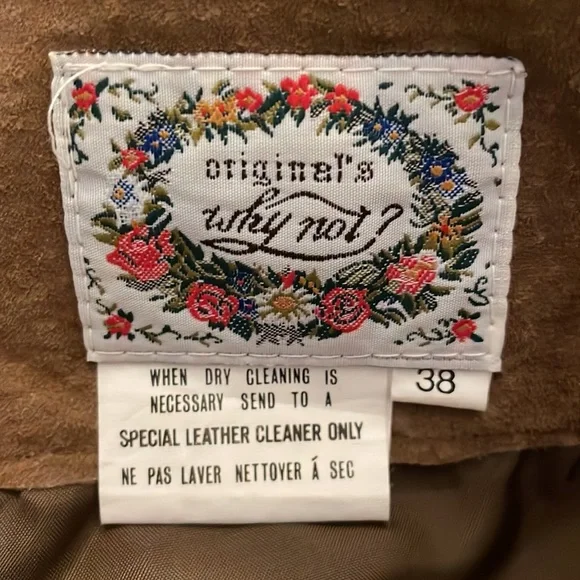 original's
why not?
38
WHEN DRY CLEANING IS
NECESSARY SEND TO A
SPECIAL LEATHER CLEANER ONLY
NE PAS LAVER NETTOYER Á SEC